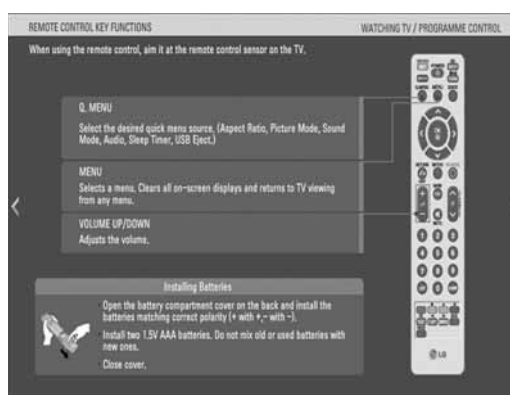 REMOTE CONTROL KEY FUNCTIONS
WATCHING TV / PROGRAMME CONTROL
When using the remote control, aim it at the remote control sensor on the TV.
Q. MENU
Select the desired quick menu source. (Aspect Ratio, Picture Mode, Sound
Mode, Audio, Sleep Timer, USB Eject.)
MENU
Selects a menu. Clears all on-screen displays and returns to TV viewing
from any menu.
VOLUME UP/DOWN
Adjusts the volume.
Installing Batteries
Open the battery compartment cover on the back and install the
batteries matching correct polarity (+ with +,- with -).
Install two 1.5V AAA batteries. Do not mix old or used batteries with
new ones.
Close cover.
LG